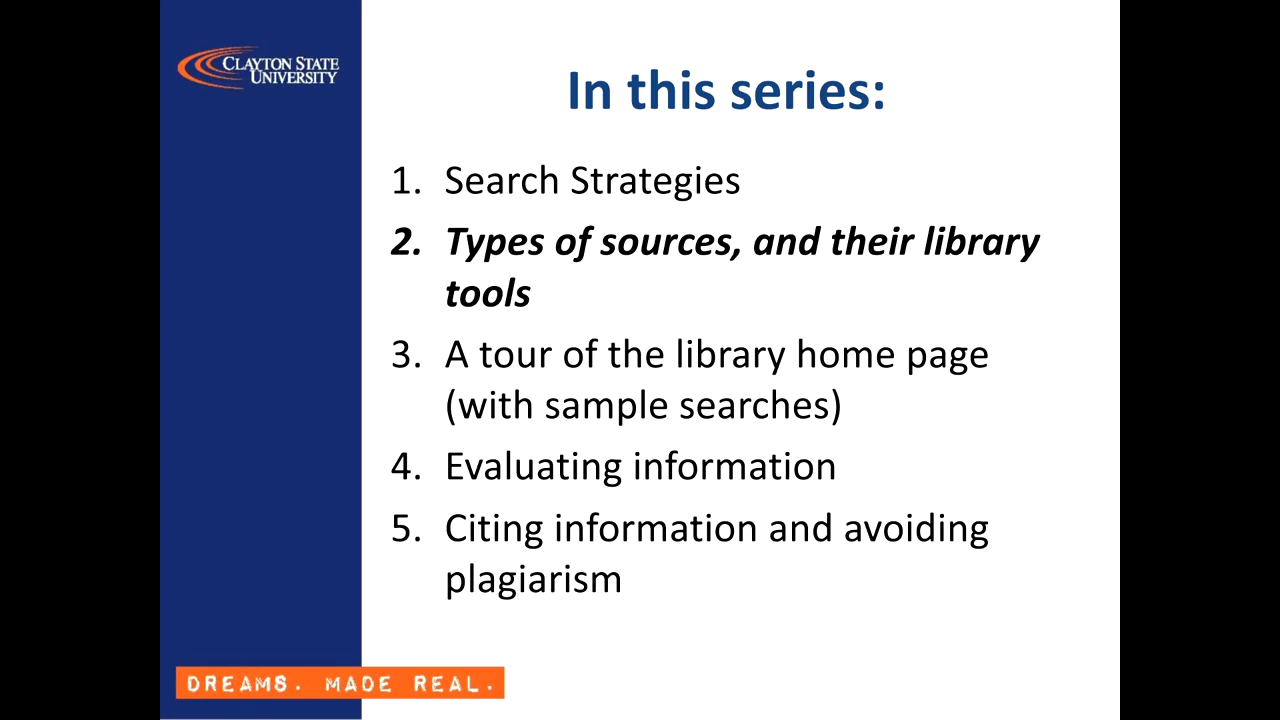 CLAYTON STATE
UNIVERSITY
In this series:
1. Search Strategies
2. Types of sources, and their library
tools
3. A tour of the library home page
(with sample searches)
4. Evaluating information
5. Citing information and avoiding
plagiarism
DREAMS. MADE REAL.